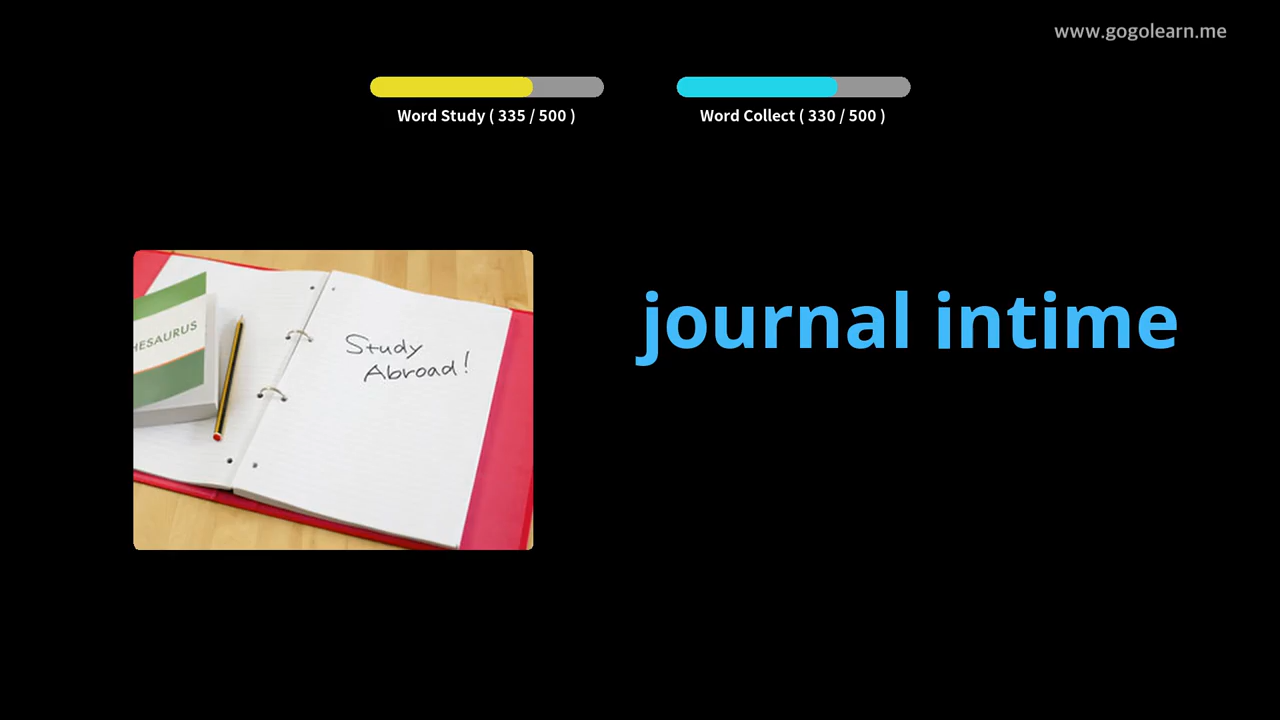 www.gogolearn.me
Word Study ( 335 / 500 )
Word Collect ( 330 / 500 )
journal intime
HESAURUS
Study
Abroad!